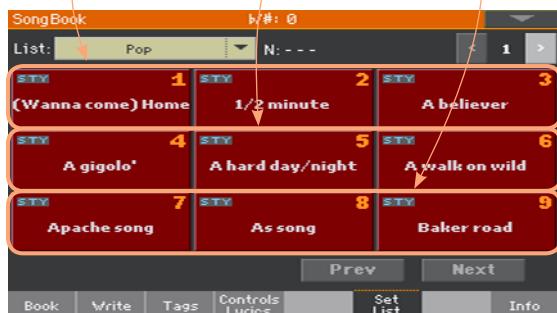 SongBook ♭/#: 0
List: Pop N: - - - < 1 >
STY 1 STY 2 STY 3
(Wanna come) Home 1/2 minute A believer
STY 4 STY 5 STY 6
A gigolo' A hard day/night A walk on wild
STY 7 STY 8 STY 9
Apache song As song Baker road
Prev Next
Book Write Tags Controls Lyrics Set List Info